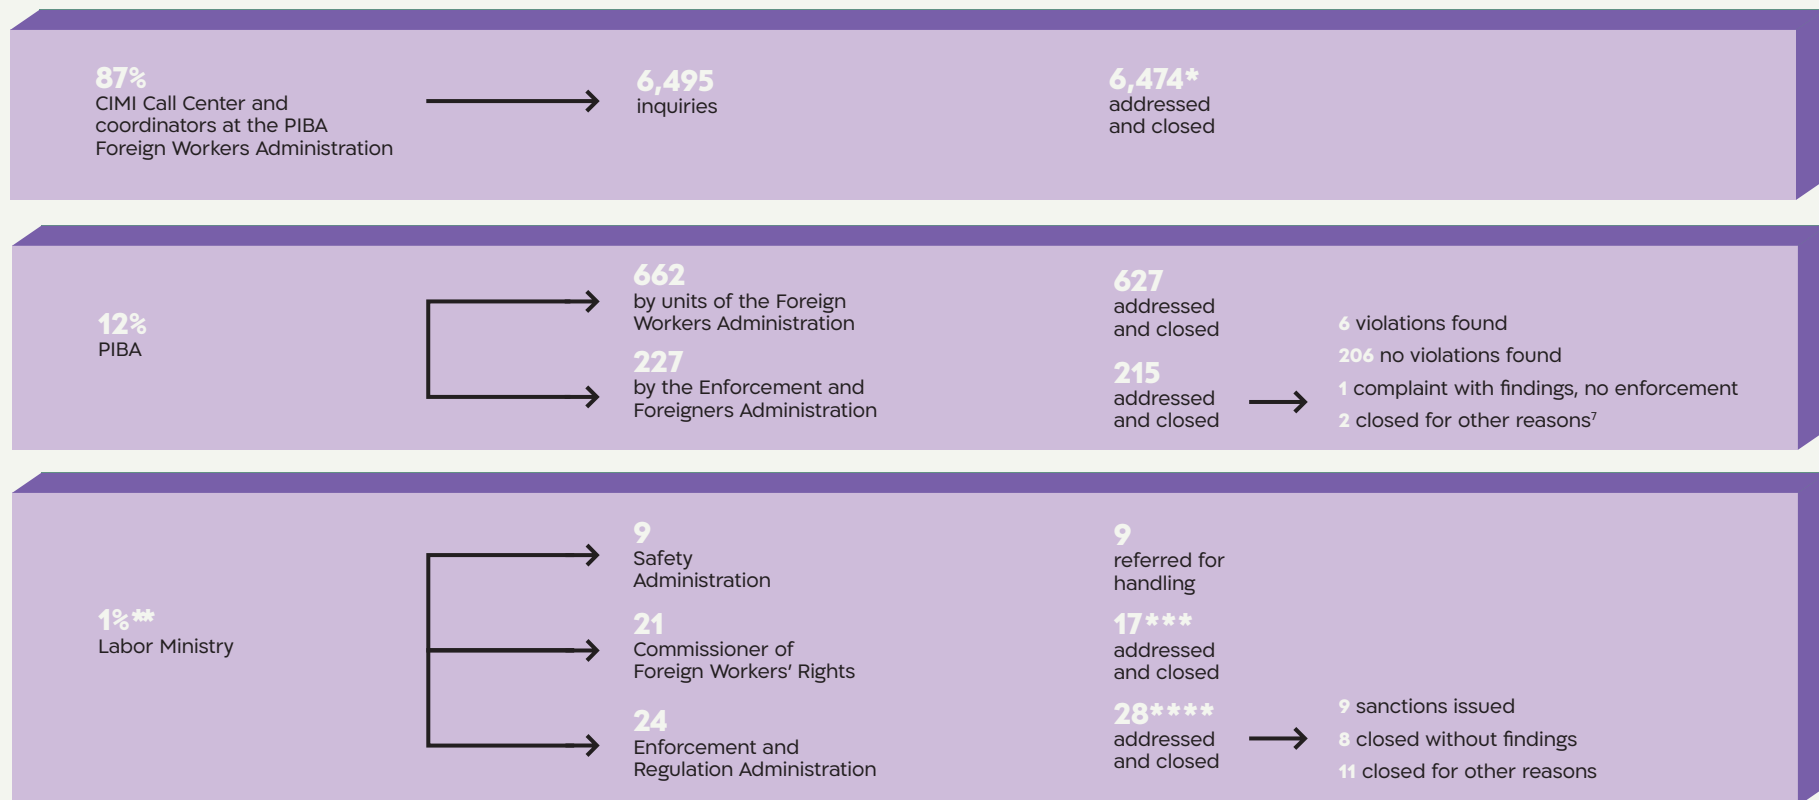 87%
CIMI Call Center and
coordinators at the PIBA
Foreign Workers Administration
6,495
inquiries
6,474*
addressed
and closed
12%
PIBA
662
by units of the Foreign
Workers Administration
227
by the Enforcement and
Foreigners Administration
627
addressed
and closed
215
addressed
and closed
6 violations found
206 no violations found
1 complaint with findings, no enforcement
2 closed for other reasons⁷
1%**
Labor Ministry
9
Safety
Administration
21
Commissioner of
Foreign Workers’ Rights
24
Enforcement and
Regulation Administration
9
referred for
handling
17***
addressed
and closed
28****
addressed
and closed
9 sanctions issued
8 closed without findings
11 closed for other reasons